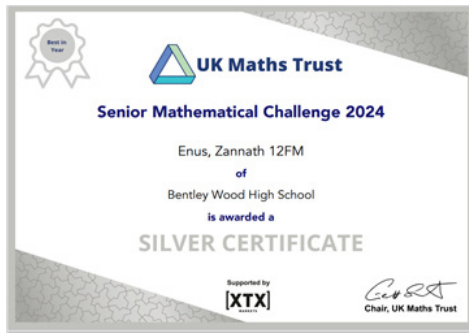 Best in
Year
UK Maths Trust
Senior Mathematical Challenge 2024
Enus, Zannath 12FM
of
Bentley Wood High School
is awarded a
SILVER CERTIFICATE
Supported by
[XTX]
MARKETS
Chair, UK Maths Trust